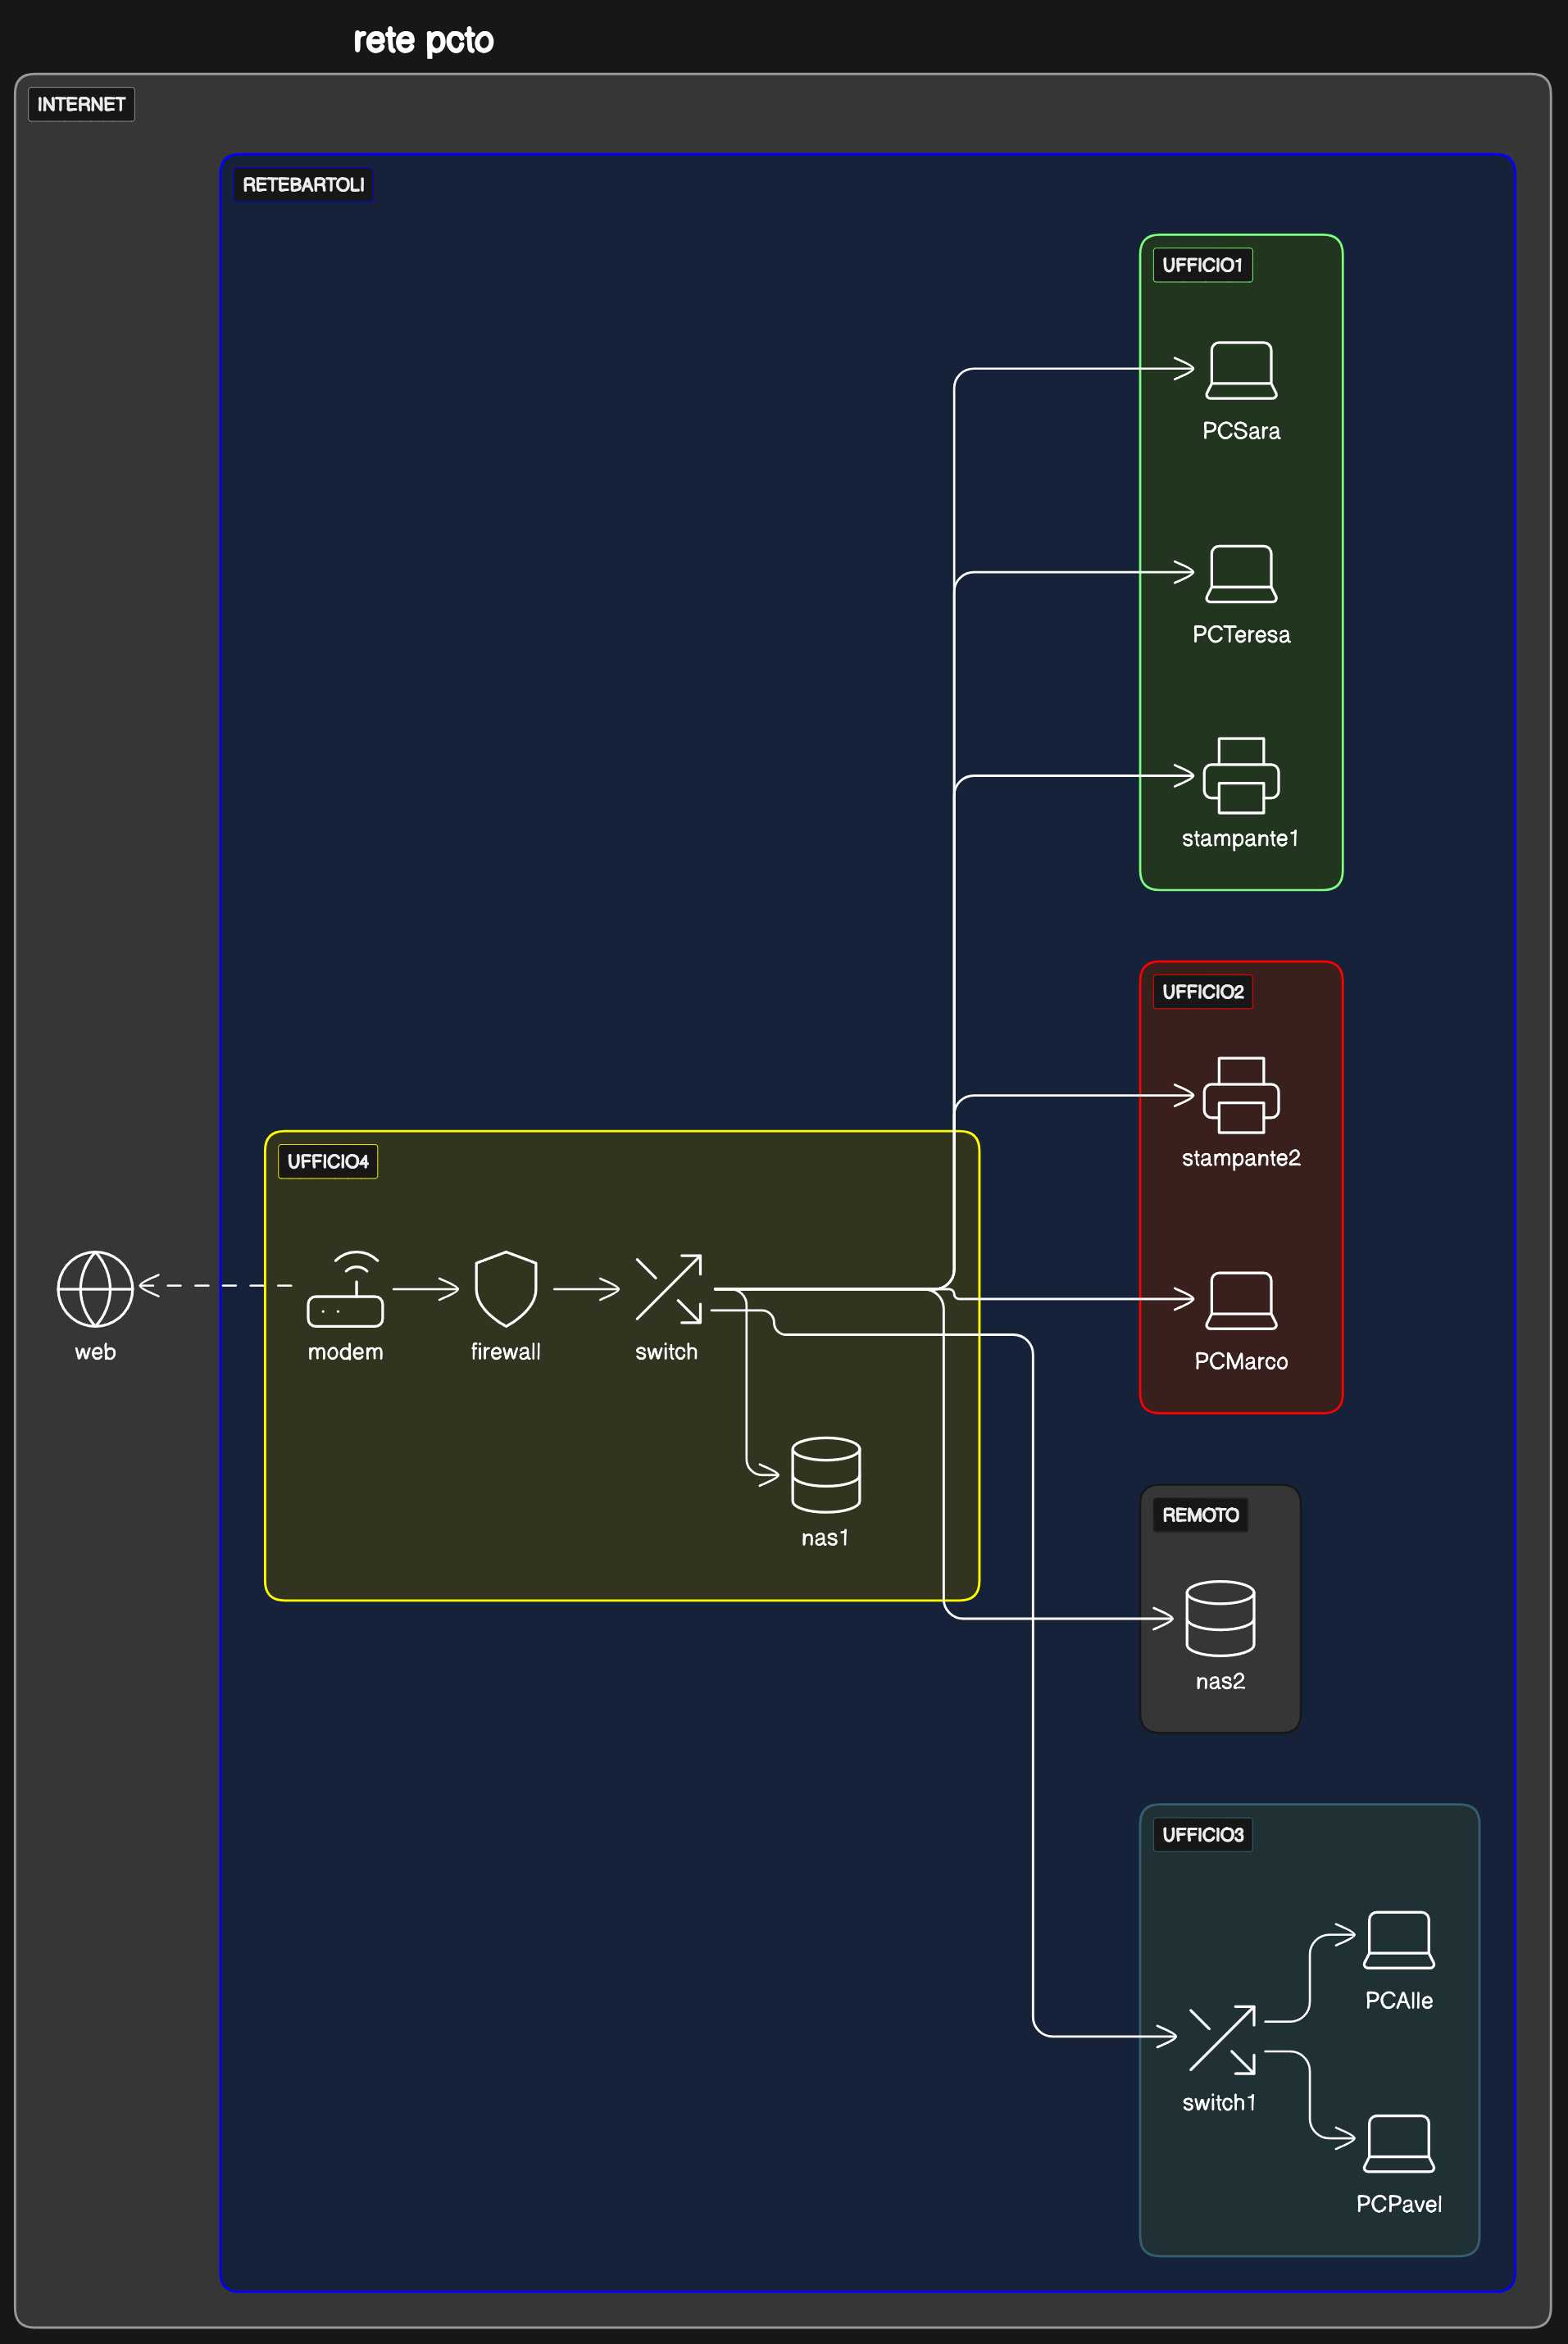 rete pcto
INTERNET
RETEBARTOLI
UFFICIO1
PCSara
PCTeresa
stampante1
UFFICIO2
stampante2
PCMarco
UFFICIO4
web
modem
firewall
switch
nas1
REMOTO
nas2
UFFICIO3
PCAlle
switch1
PCPavel